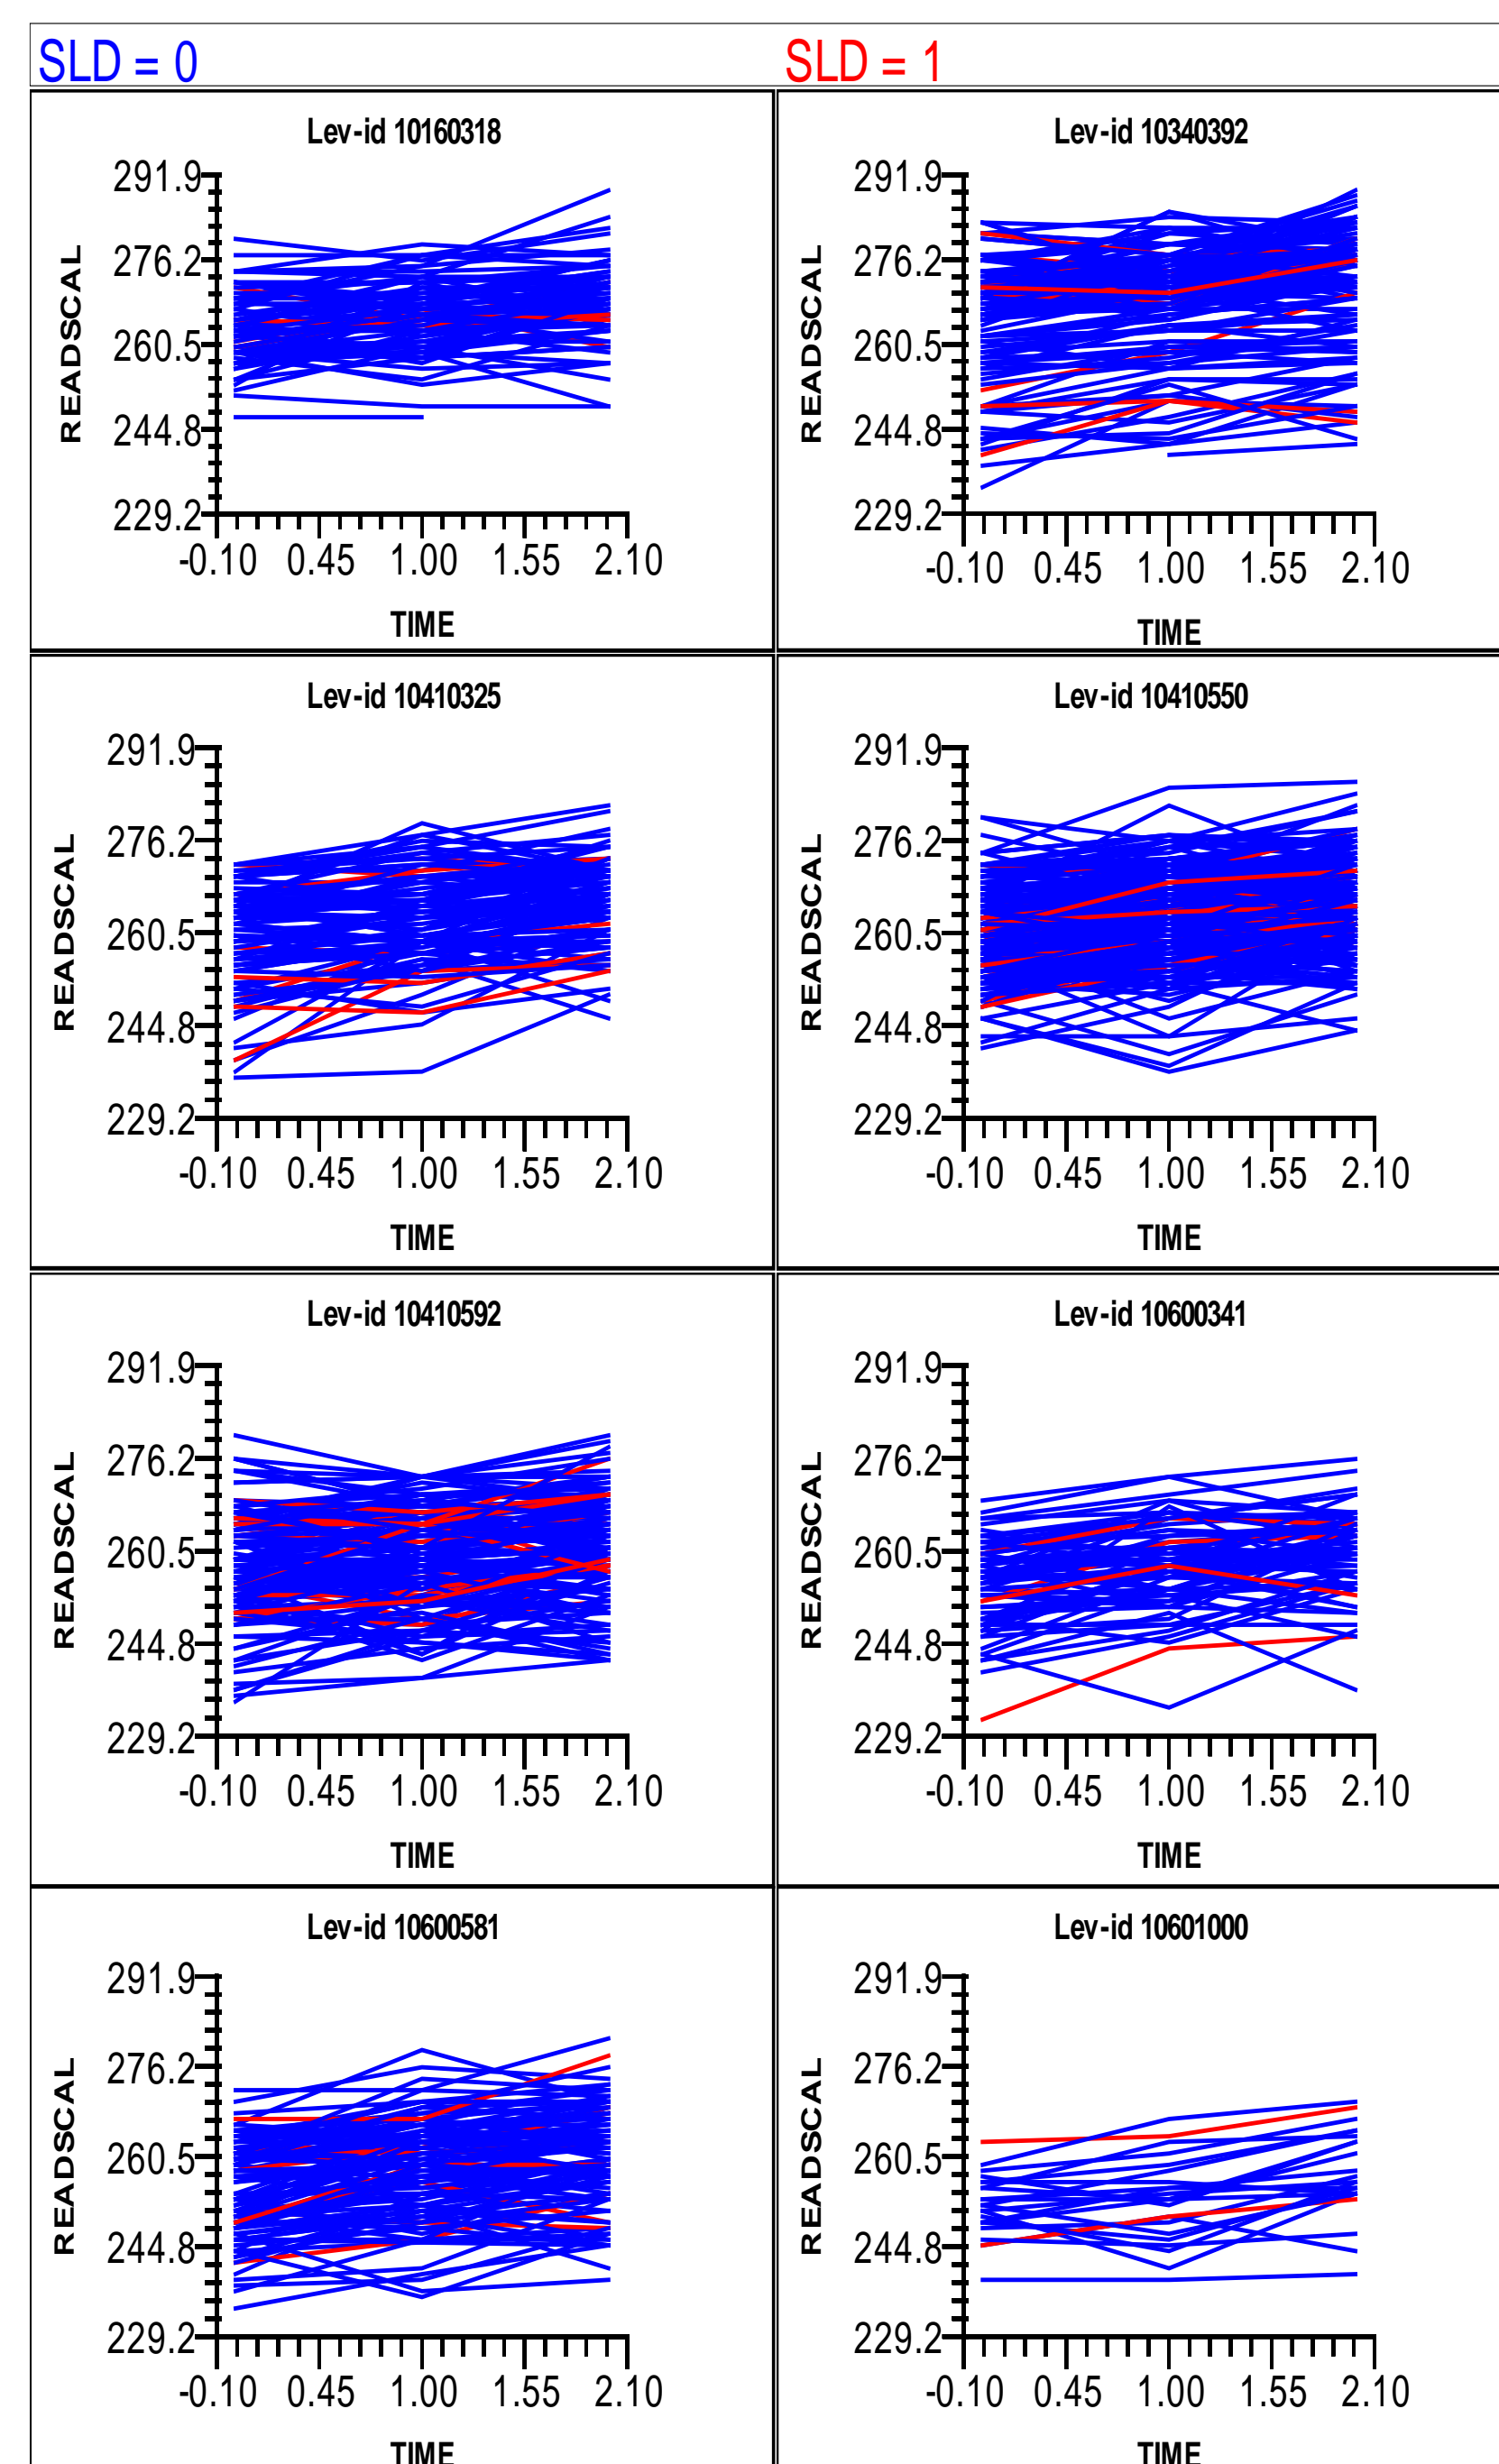 SLD = 0 SLD = 1
Lev-id 10160318
291.9
276.2
260.5
244.8
229.2
READSCAL
-0.10 0.45 1.00 1.55 2.10
TIME
Lev-id 10340392
291.9
276.2
260.5
244.8
229.2
READSCAL
-0.10 0.45 1.00 1.55 2.10
TIME
Lev-id 10410325
291.9
276.2
260.5
244.8
229.2
READSCAL
-0.10 0.45 1.00 1.55 2.10
TIME
Lev-id 10410550
291.9
276.2
260.5
244.8
229.2
READSCAL
-0.10 0.45 1.00 1.55 2.10
TIME
Lev-id 10410592
291.9
276.2
260.5
244.8
229.2
READSCAL
-0.10 0.45 1.00 1.55 2.10
TIME
Lev-id 10600341
291.9
276.2
260.5
244.8
229.2
READSCAL
-0.10 0.45 1.00 1.55 2.10
TIME
Lev-id 10600581
291.9
276.2
260.5
244.8
229.2
READSCAL
-0.10 0.45 1.00 1.55 2.10
TIME
Lev-id 10601000
291.9
276.2
260.5
244.8
229.2
READSCAL
-0.10 0.45 1.00 1.55 2.10
TIME